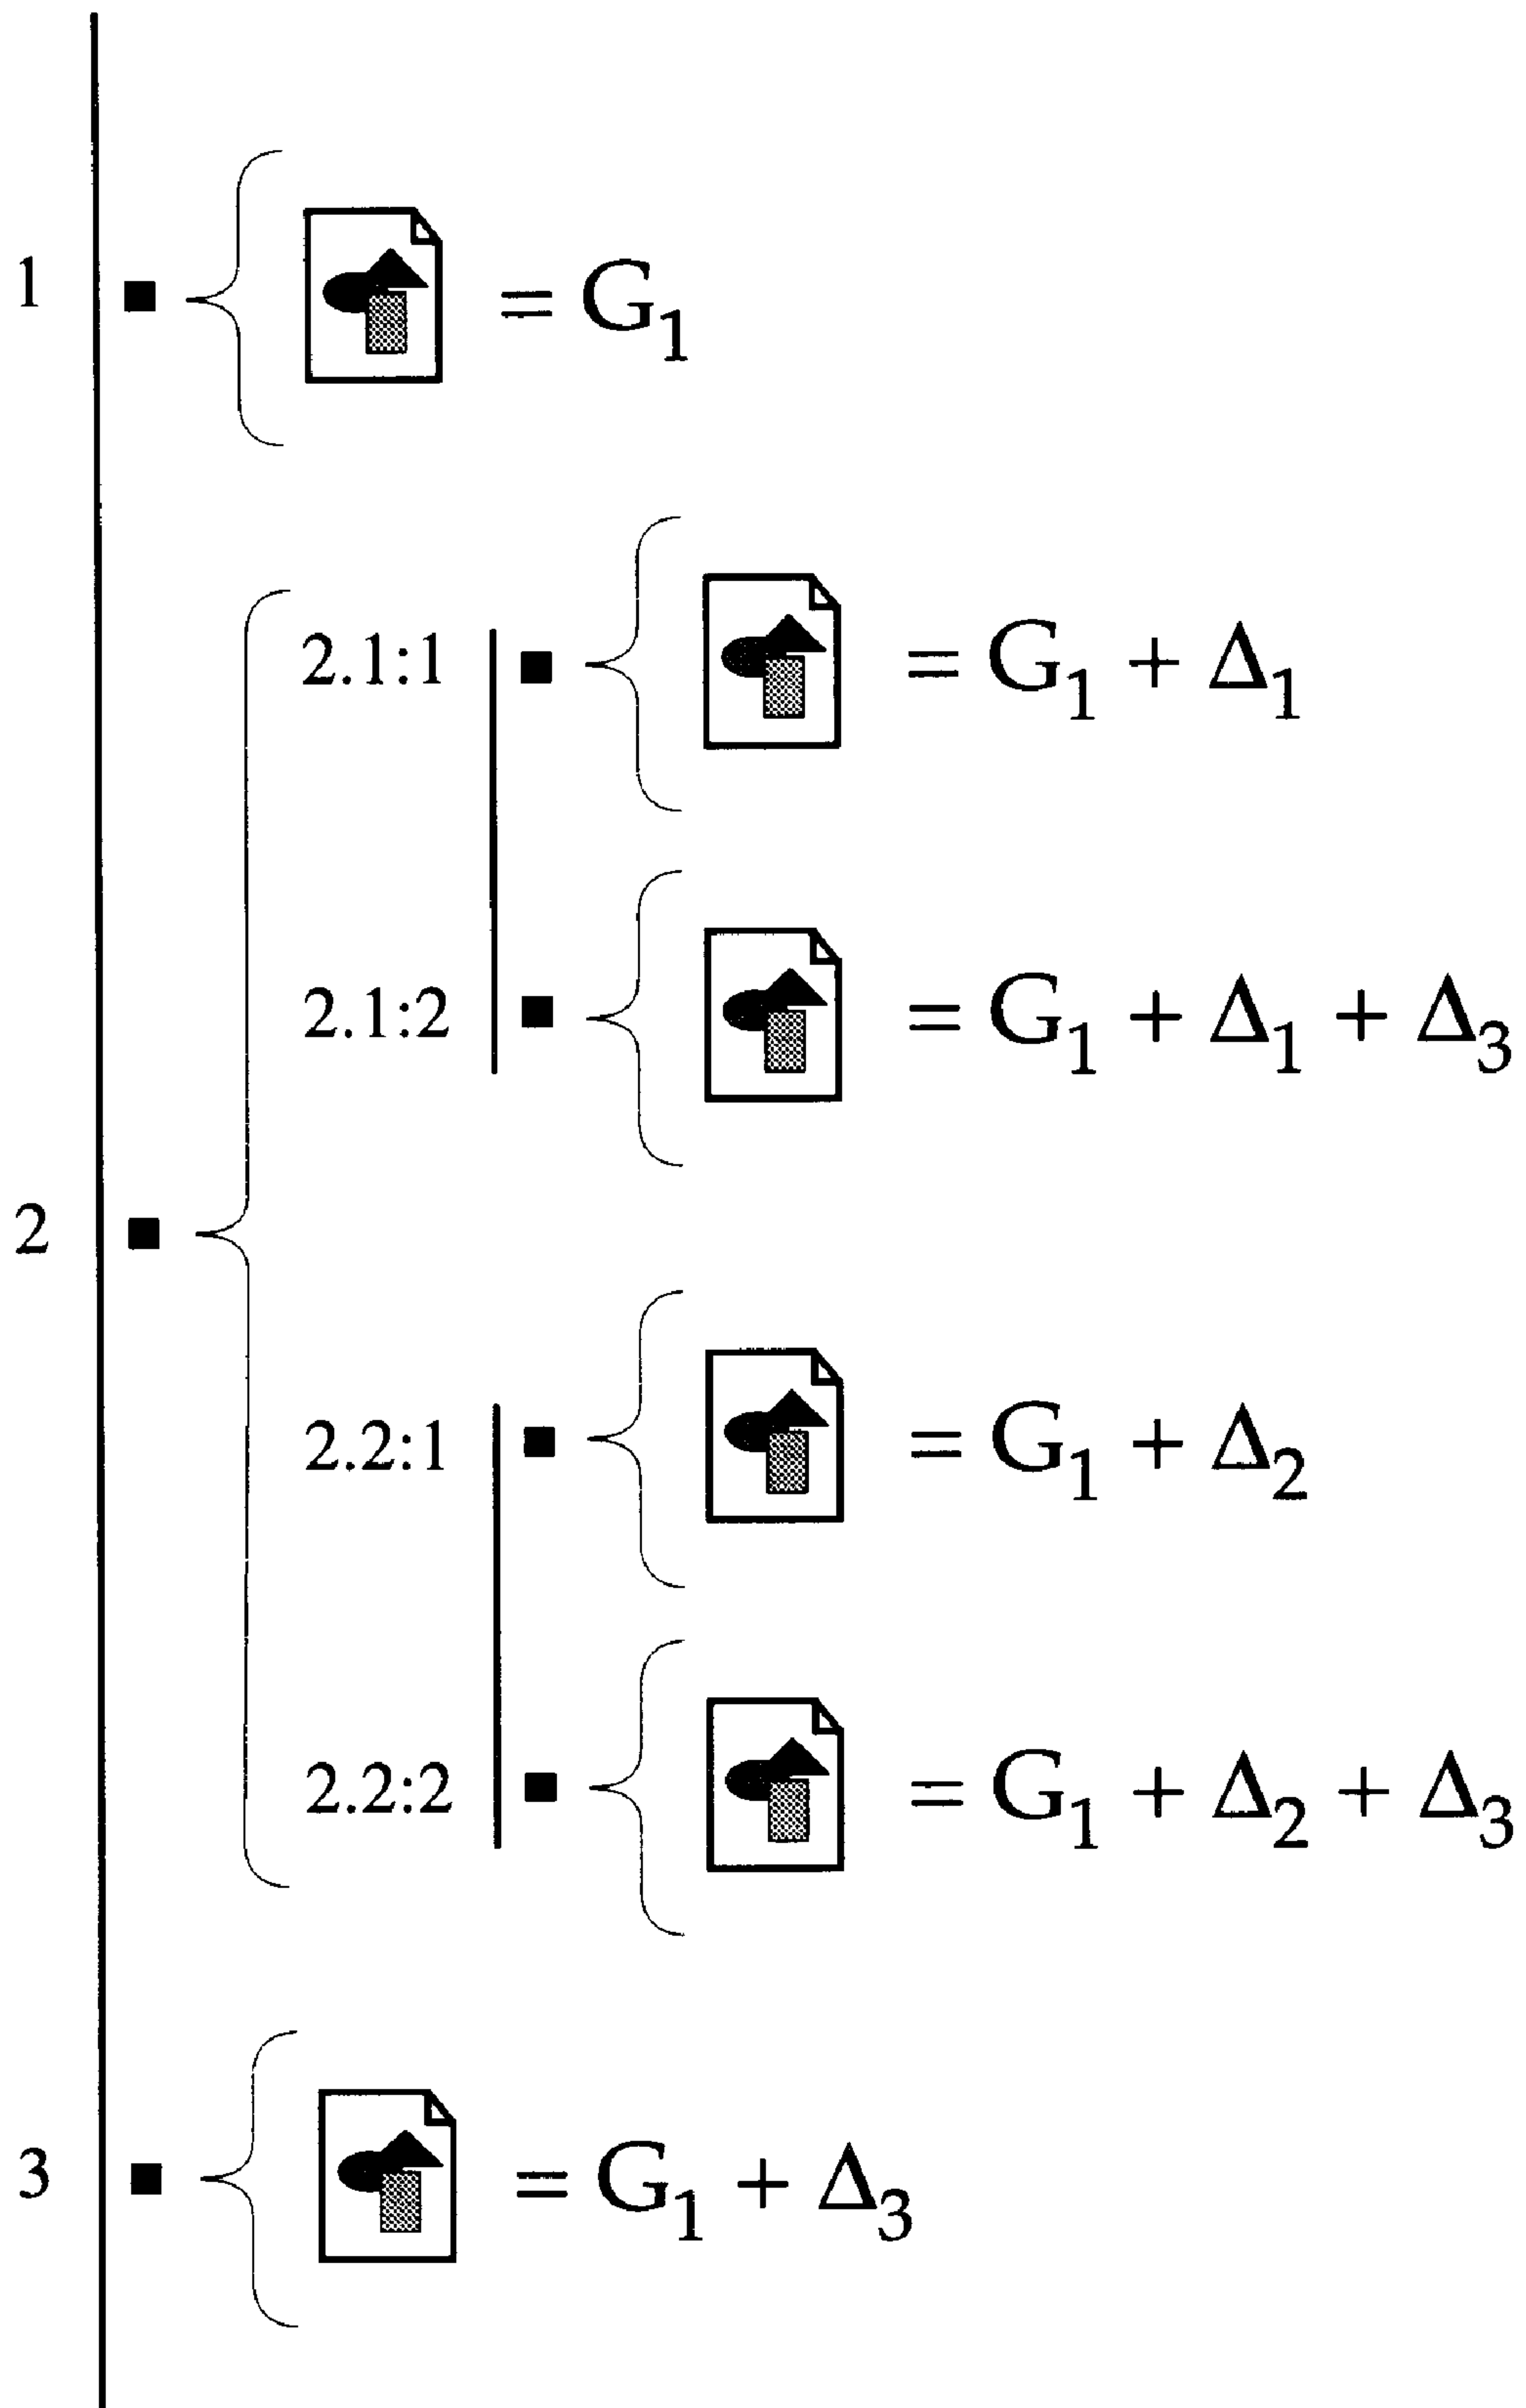 1 = G₁
2.1:1 = G₁ + Δ₁
2.1:2 = G₁ + Δ₁ + Δ₃
2
2.2:1 = G₁ + Δ₂
2.2:2 = G₁ + Δ₂ + Δ₃
3 = G₁ + Δ₃